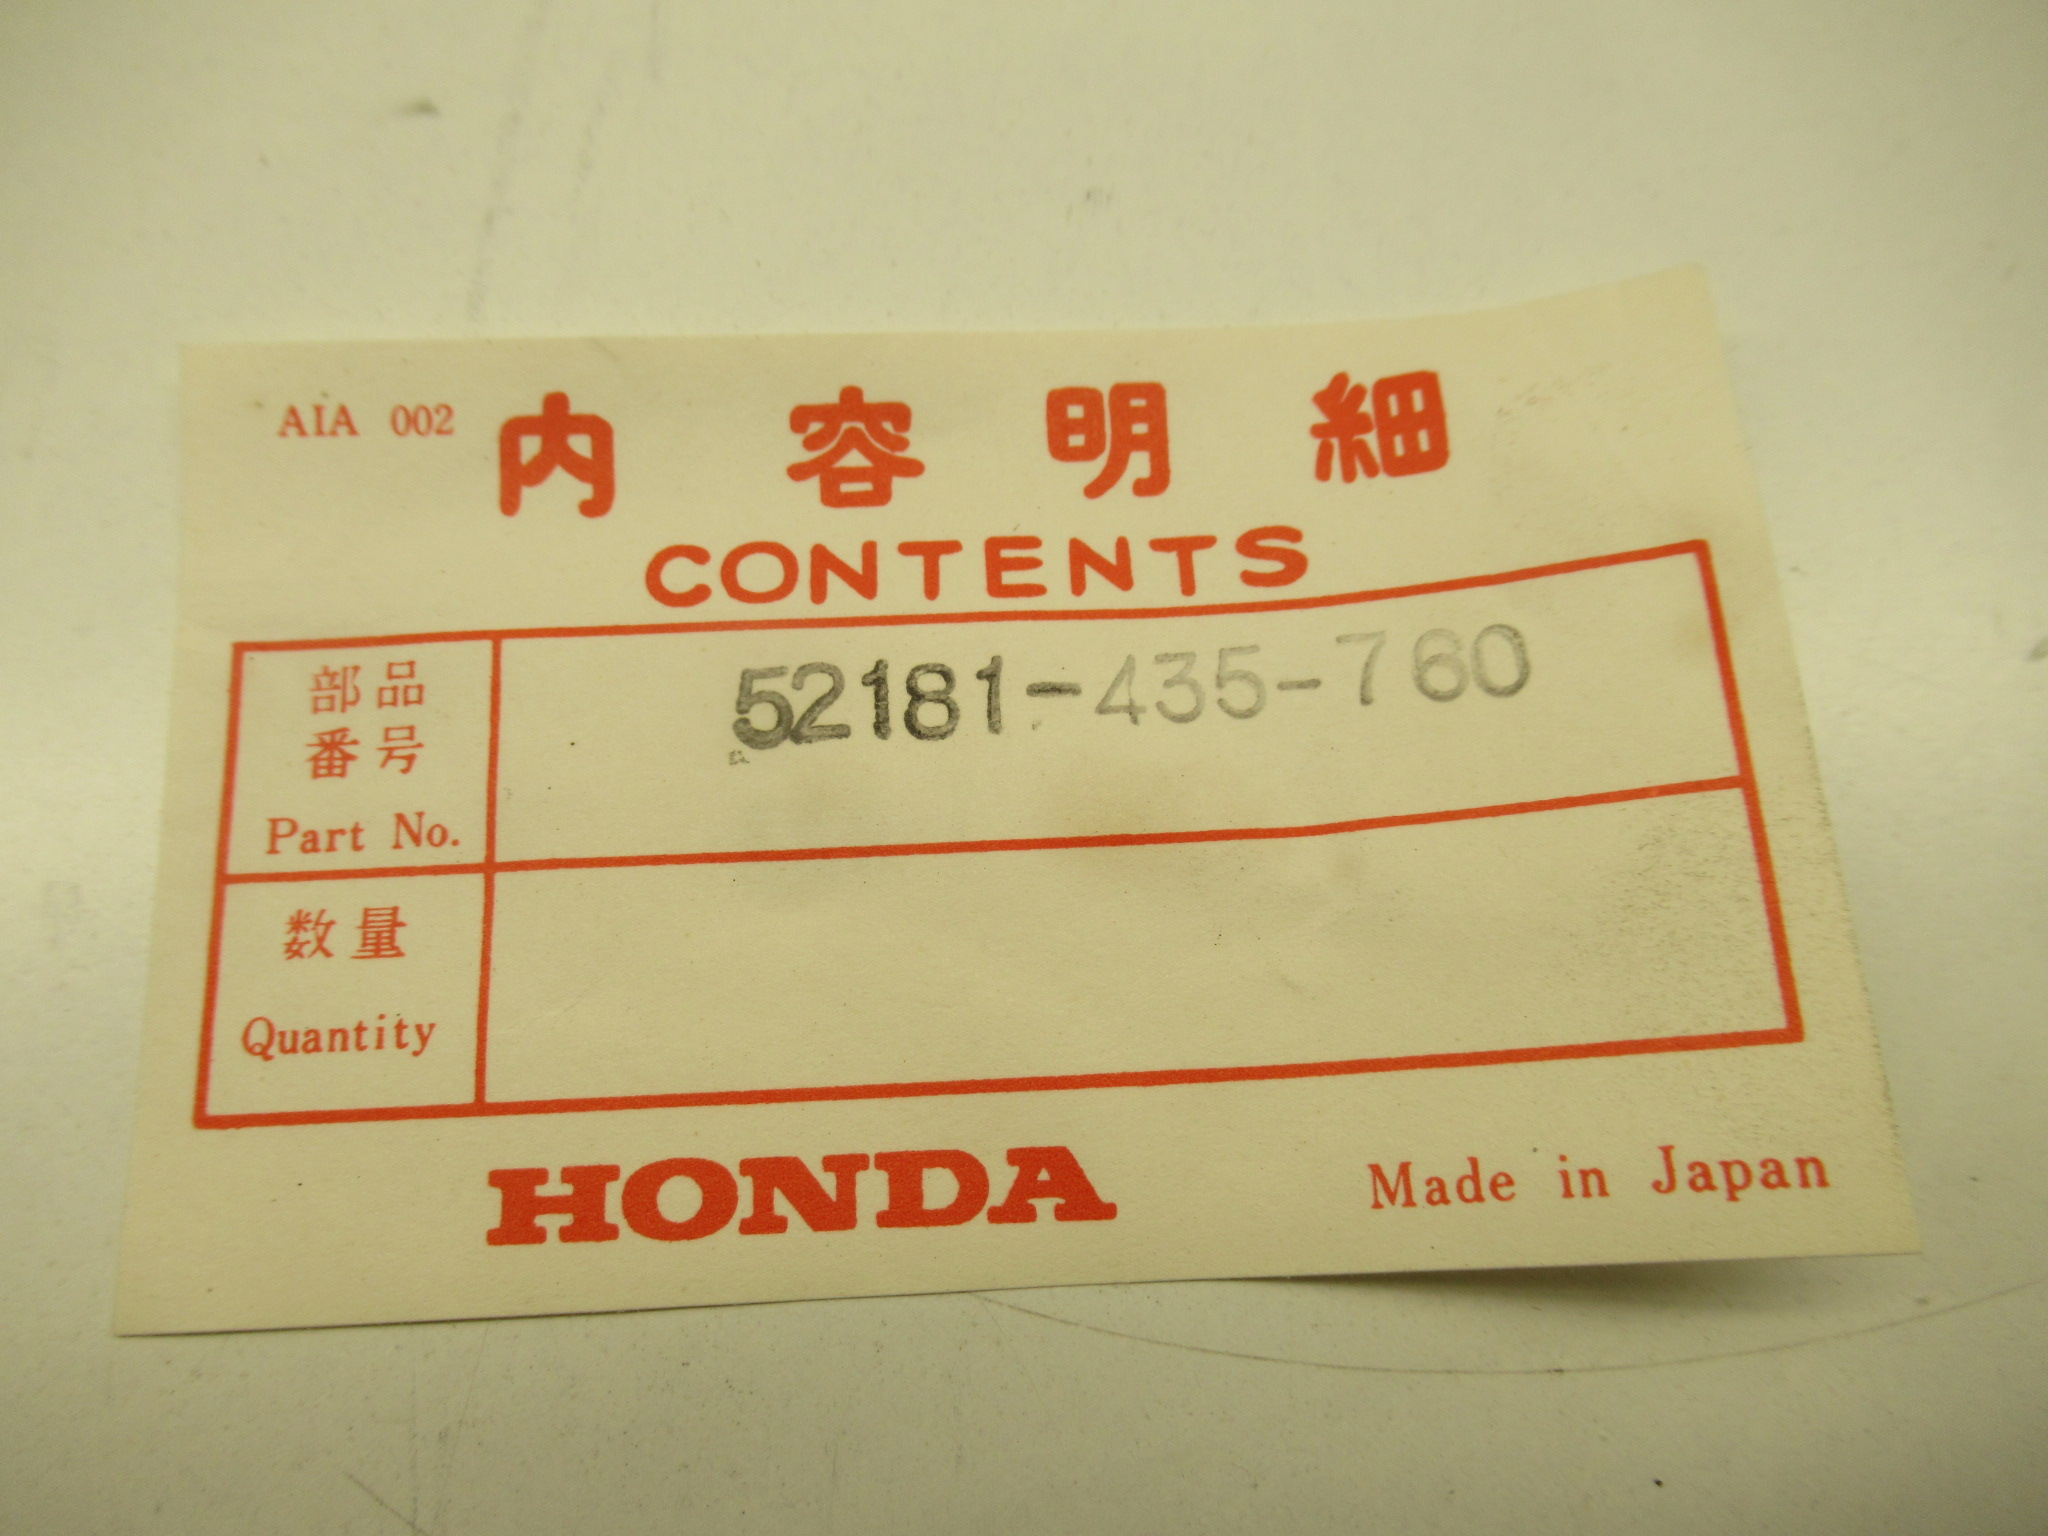 AIA 002 内容明細
CONTENTS
部品
番号
Part No.
52181-435-760
数量
Quantity
HONDA
Made in Japan